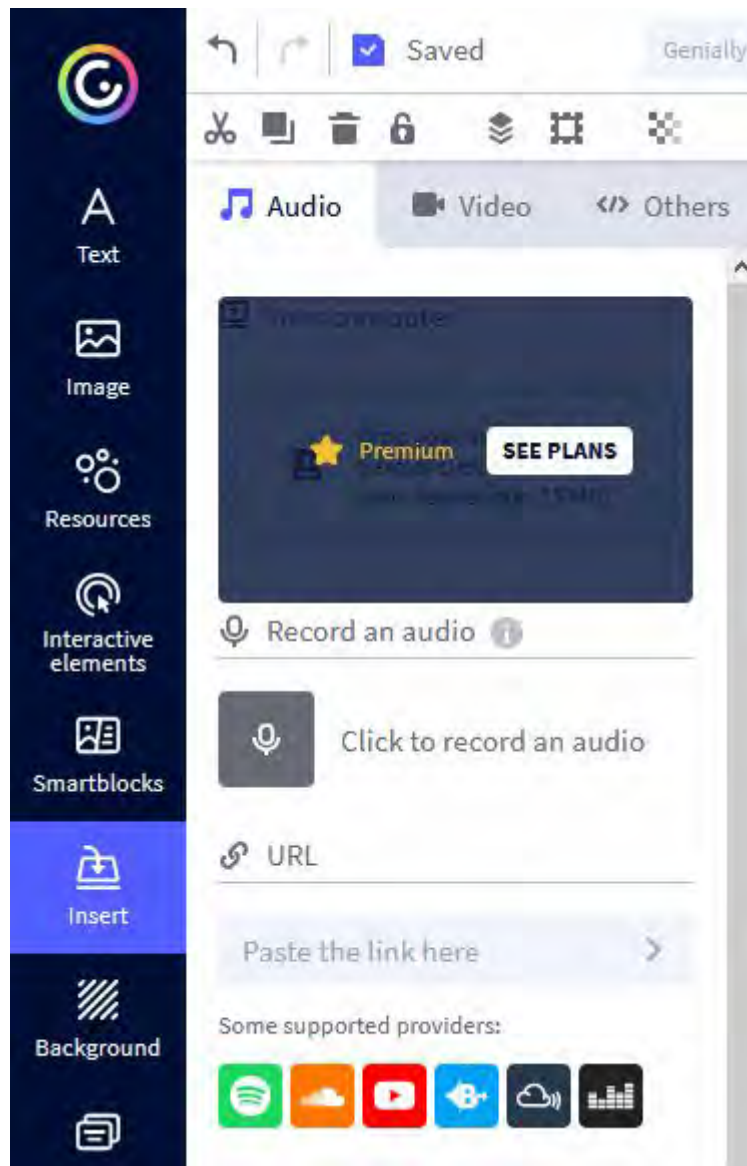 Saved
Genially
Audio
Video
Others
Text
Image
Resources
Interactive
elements
Smartblocks
Insert
Background
Premium
SEE PLANS
Record an audio
Click to record an audio
URL
Paste the link here
Some supported providers: